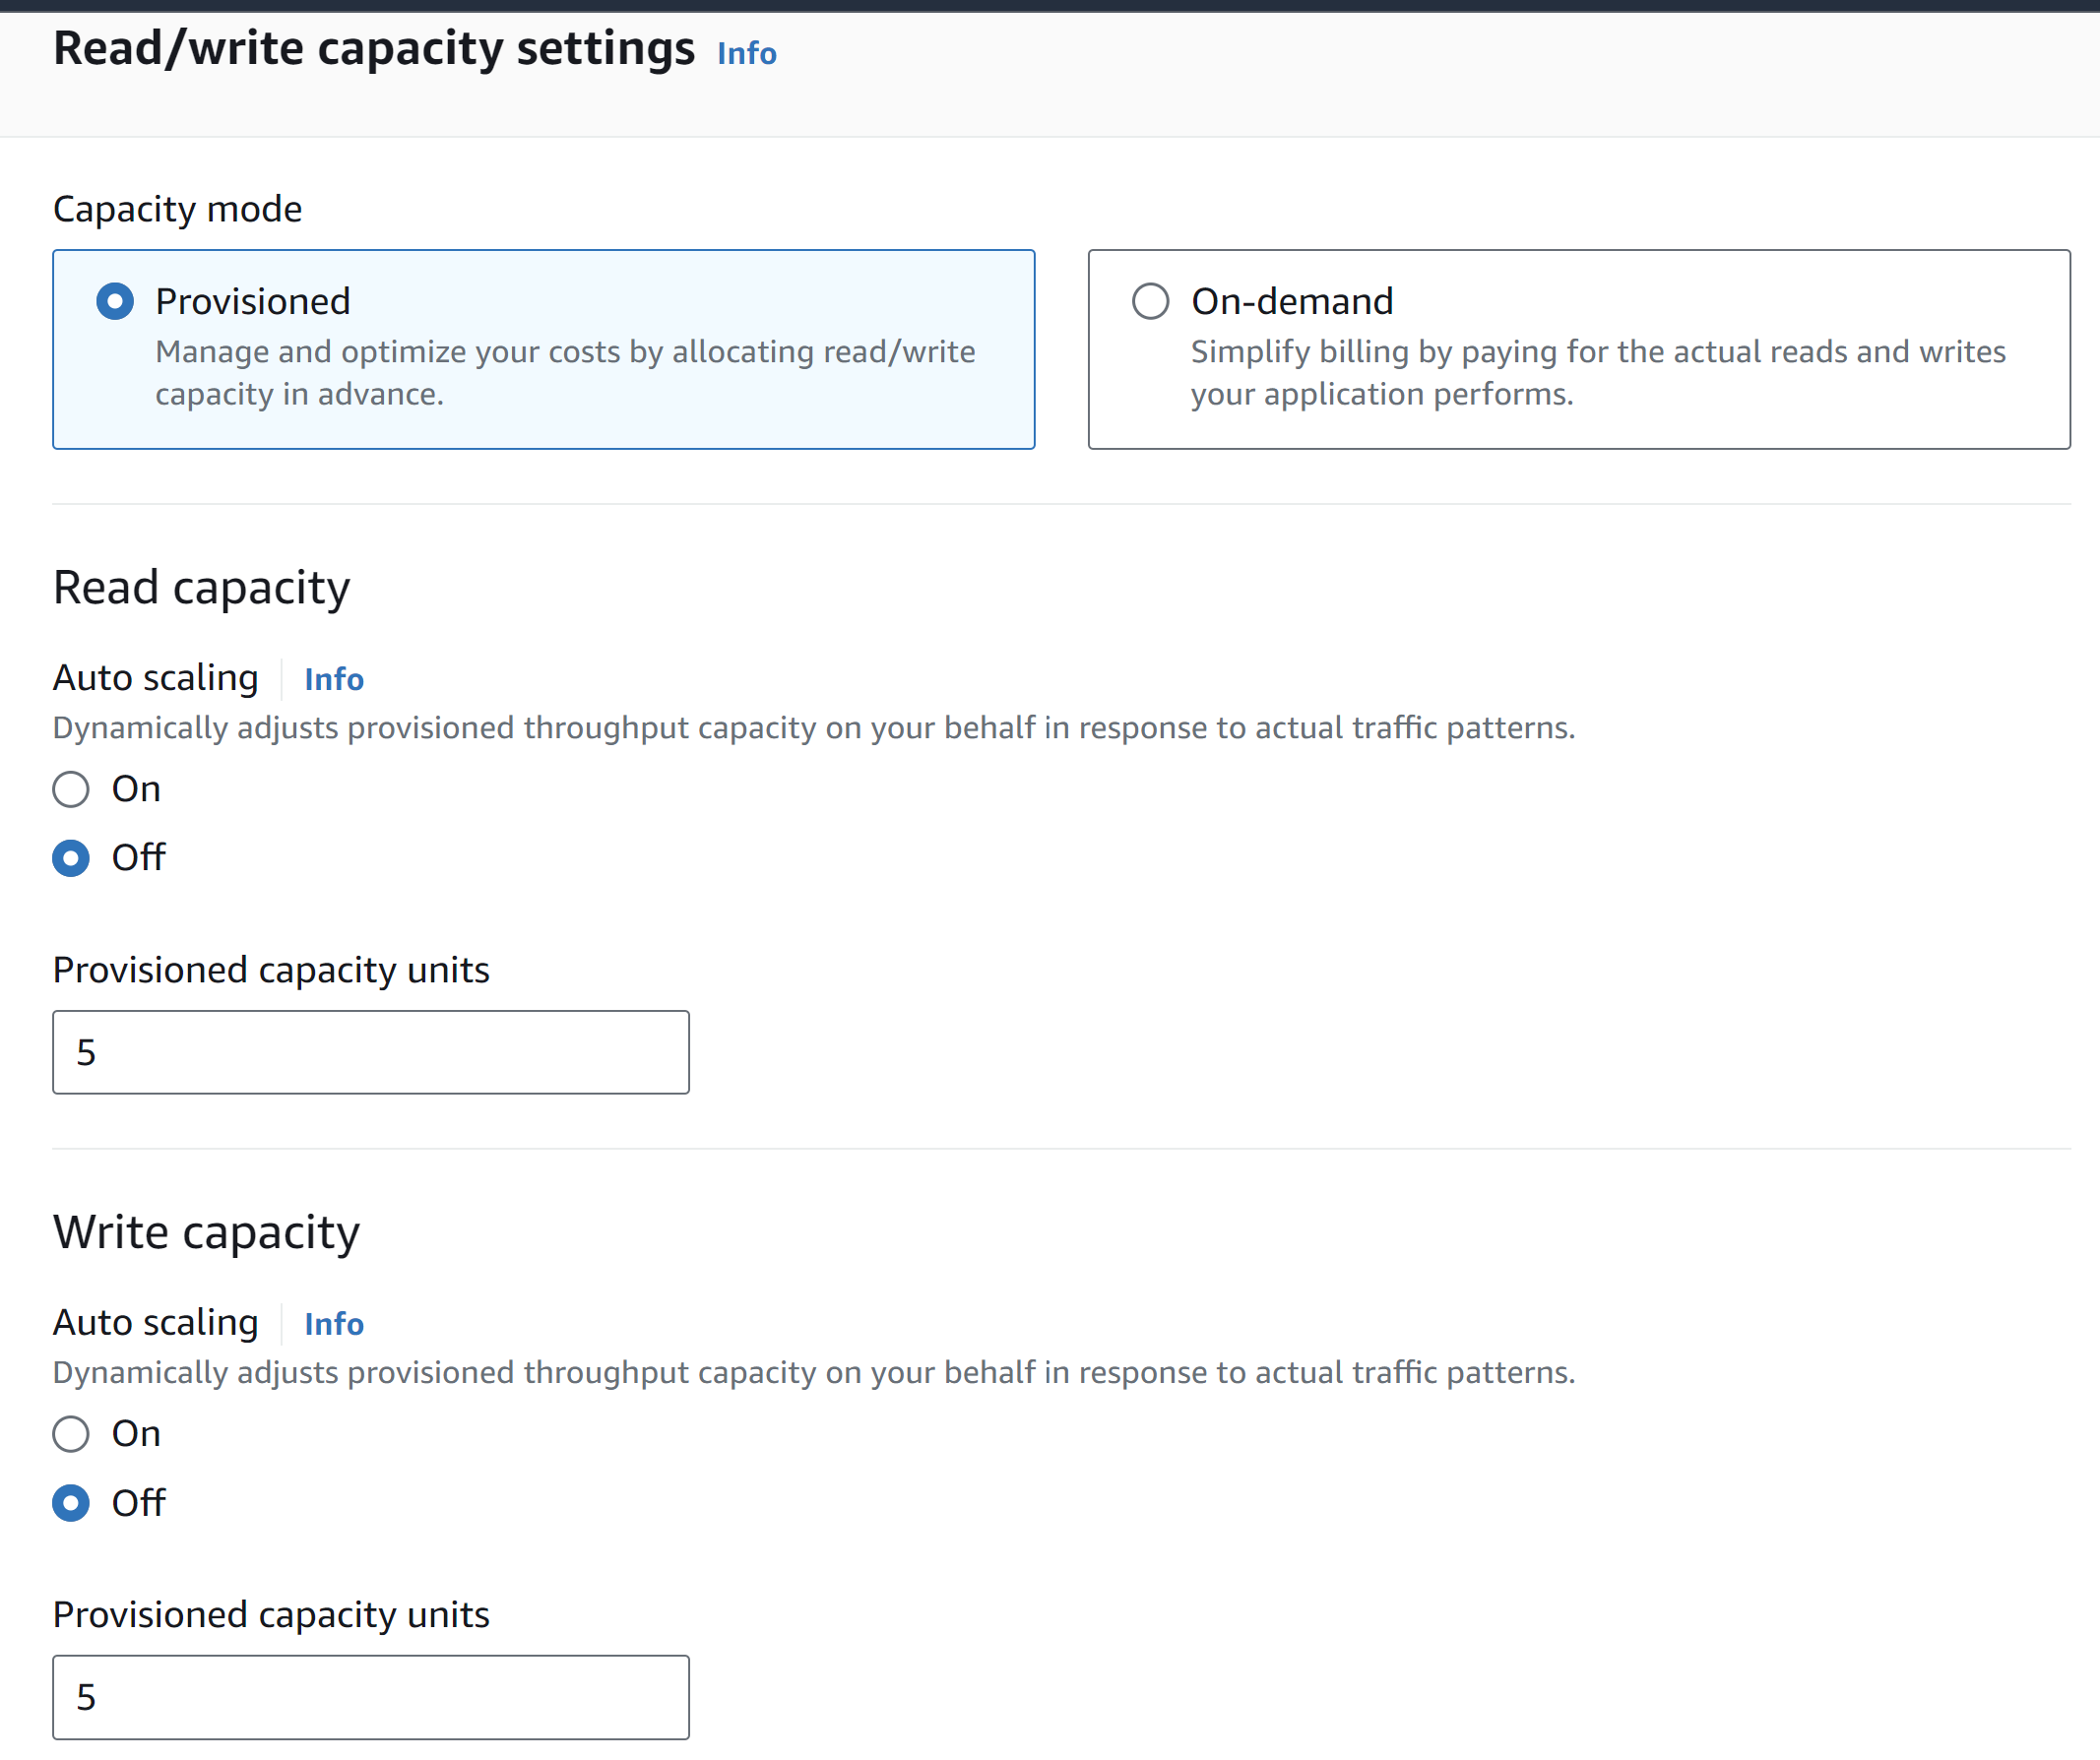 Read/write capacity settings Info
Capacity mode
Provisioned
Manage and optimize your costs by allocating read/write
capacity in advance.
On-demand
Simplify billing by paying for the actual reads and writes
your application performs.
Read capacity
Auto scaling Info
Dynamically adjusts provisioned throughput capacity on your behalf in response to actual traffic patterns.
On
Off
Provisioned capacity units
5
Write capacity
Auto scaling Info
Dynamically adjusts provisioned throughput capacity on your behalf in response to actual traffic patterns.
On
Off
Provisioned capacity units
5